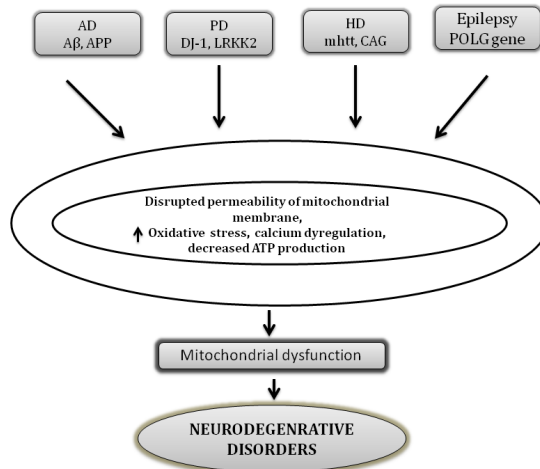 AD
Aβ, APP
PD
DJ-1, LRKK2
HD
mhtt, CAG
Epilepsy
POLG gene
Disrupted permeability of mitochondrial
membrane,
Oxidative stress, calcium dyregulation,
decreased ATP production
Mitochondrial dysfunction
NEURODEGENRATIVE
DISORDERS